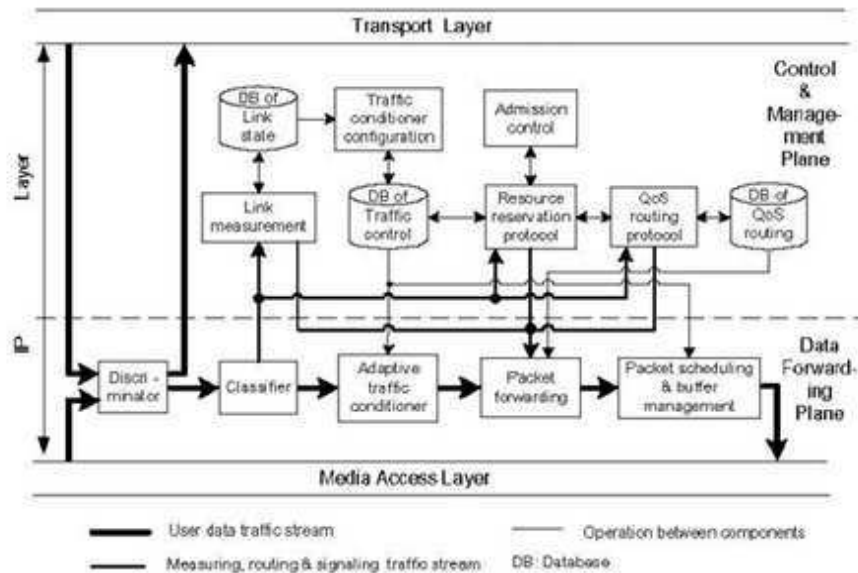 Transport Layer
Control
&
Manage-
ment
Plane
Layer
DB of
Link
state
Traffic
conditioner
configuration
Admission
control
Link
measurement
DB of
Traffic
control
Resource
reservation
protocol
QoS
routing
protocol
DB of
QoS
routing
IP
Discri -
minator
Classifier
Adaptive
traffic
conditioner
Packet
forwarding
Packet scheduling
& buffer
management
Data
Forward-
ing
Plane
Media Access Layer
User data traffic stream
Operation between components
Measuring, routing & signaling traffic stream
DB: Database